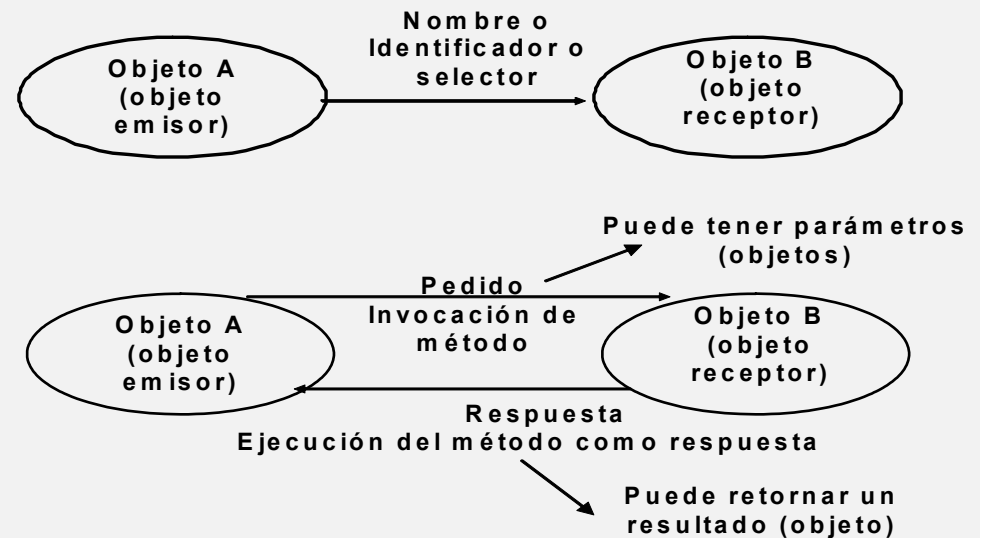 Nombre o
Identificador o
selector
Objeto A
(objeto
emisor)
Objeto B
(objeto
receptor)
Puede tener parámetros
(objetos)
Pedido
Invocación de
método
Objeto A
(objeto
emisor)
Objeto B
(objeto
receptor)
Respuesta
Ejecución del método como respuesta
Puede retornar un
resultado (objeto)